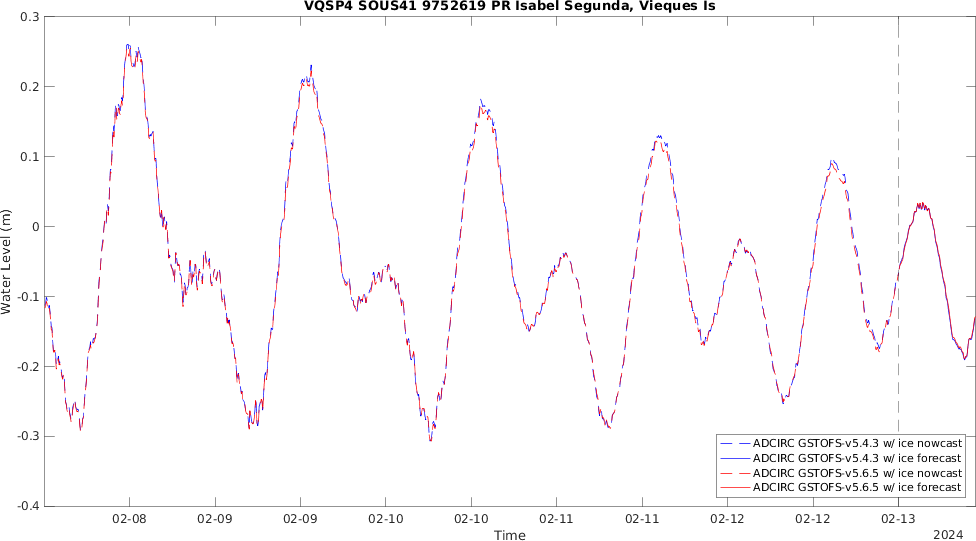 VQSP4 SOUS41 9752619 PR Isabel Segunda, Vieques Is
0.3
0.2
0.1
0
-0.1
-0.2
-0.3
-0.4
Water Level (m)
ADCIRC GSTOFS-v5.4.3 w/ ice nowcast
ADCIRC GSTOFS-v5.4.3 w/ ice forecast
ADCIRC GSTOFS-v5.6.5 w/ ice nowcast
ADCIRC GSTOFS-v5.6.5 w/ ice forecast
02-08 02-09 02-09 02-10 02-10 02-11 02-11 02-12 02-12 02-13
Time
2024